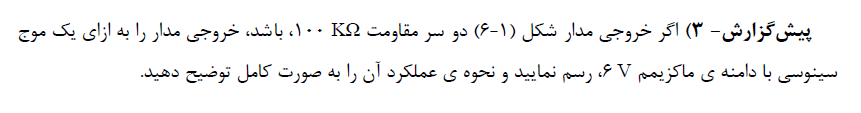 پیش‌گزارش- ۳) اگر خروجی مدار شکل (۱-۶) دو سر مقاومت ۱۰۰ KΩ، باشد، خروجی مدار را به ازای یک موج
سینوسی با دامنه ی ماکزیمم ۶ V، رسم نمایید و نحوه ی عملکرد آن را به صورت کامل توضیح دهید.